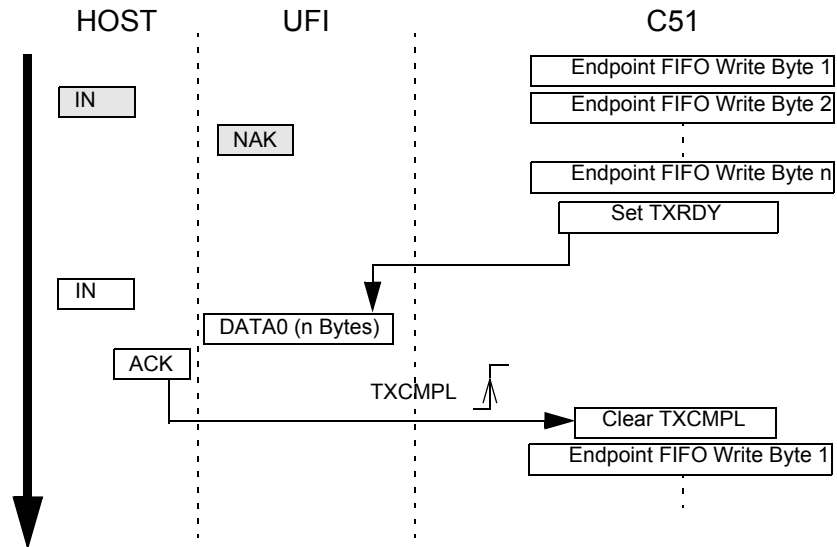 HOST UFI C51
Endpoint FIFO Write Byte 1
IN
Endpoint FIFO Write Byte 2
NAK
Endpoint FIFO Write Byte n
Set TXRDY
IN
DATA0 (n Bytes)
ACK
TXCMPL
Clear TXCMPL
Endpoint FIFO Write Byte 1